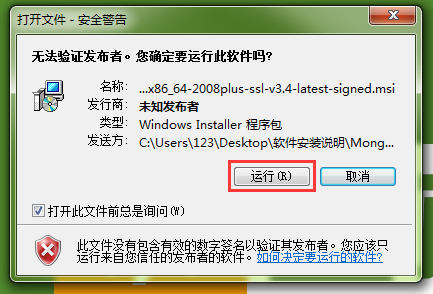 打开文件 - 安全警告
无法验证发布者。您确定要运行此软件吗?
名称: ...x86_64-2008plus-ssl-v3.4-latest-signed.msi
发行商: 未知发布者
类型: Windows Installer 程序包
发送方: C:\Users\123\Desktop\软件安装说明\Mong...
运行(R) 取消
打开此文件前总是询问(W)
此文件没有包含有效的数字签名以验证其发布者。您应该只
运行来自您信任的发布者的软件。如何决定要运行的软件?